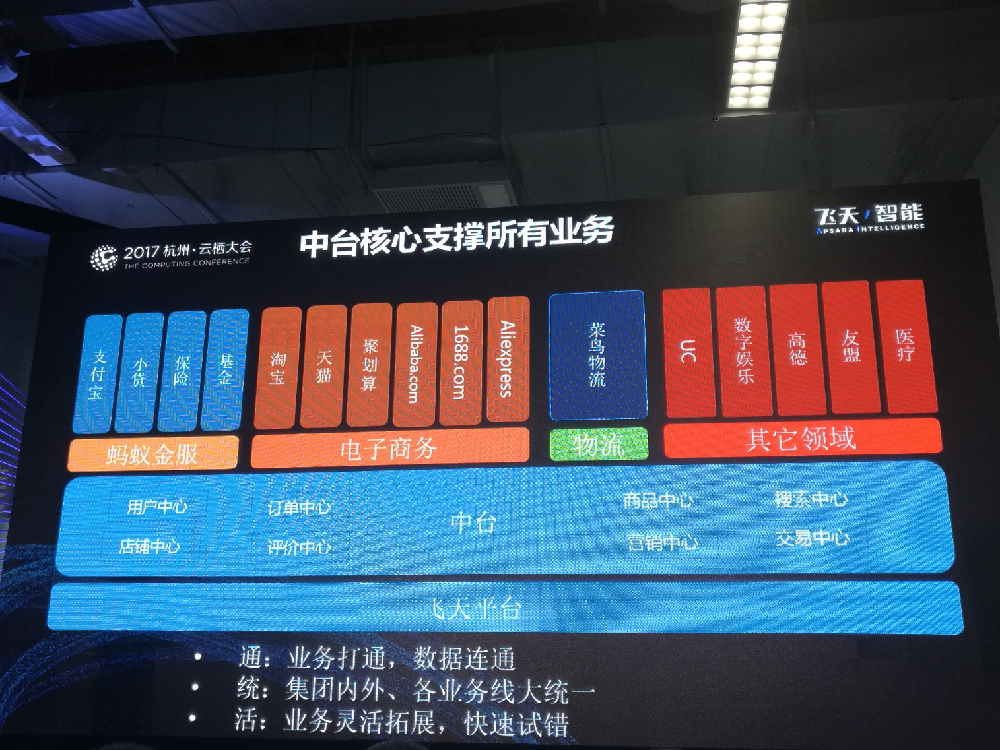 2017 杭州·云栖大会
THE COMPUTING CONFERENCE
中台核心支撑所有业务
飞天/智能
APSARA INTELLIGENCE
支付宝
小贷
保险
基金
淘宝
天猫
聚划算
Alibaba.com
1688.com
Aliexpress
菜鸟物流
UC
数字娱乐
高德
友盟
医疗
蚂蚁金服
电子商务
物流
其它领域
用户中心
订单中心
中台
商品中心
搜索中心
店铺中心
评价中心
营销中心
交易中心
飞天平台
• 通：业务打通，数据连通
• 统：集团内外、各业务线大统一
• 活：业务灵活拓展，快速试错